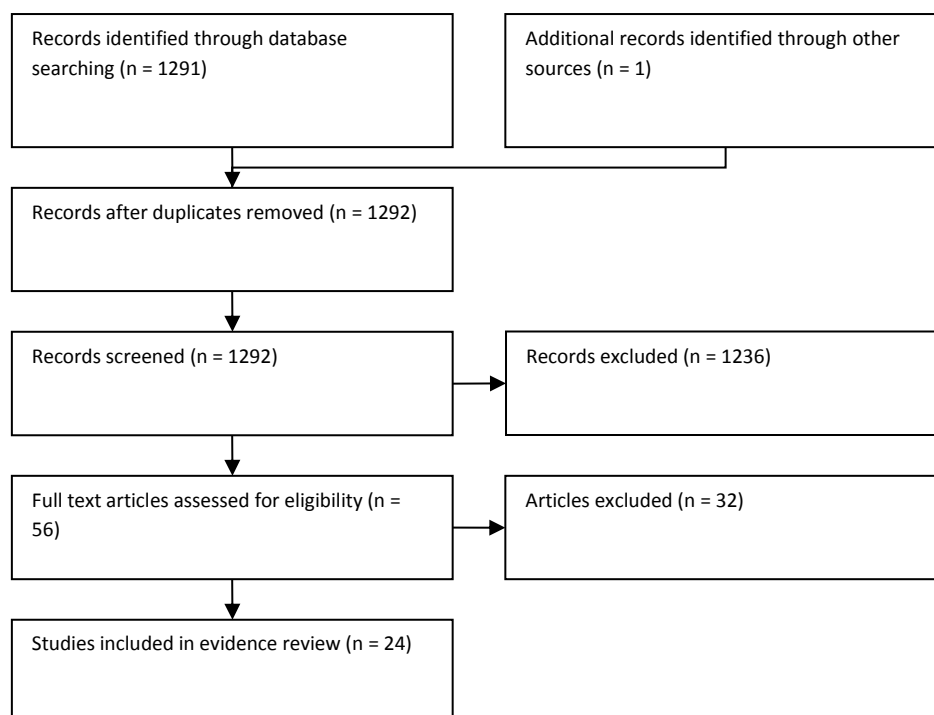 Records identified through database
searching (n = 1291)
Additional records identified through other
sources (n = 1)
Records after duplicates removed (n = 1292)
Records screened (n = 1292)
Records excluded (n = 1236)
Full text articles assessed for eligibility (n =
56)
Articles excluded (n = 32)
Studies included in evidence review (n = 24)